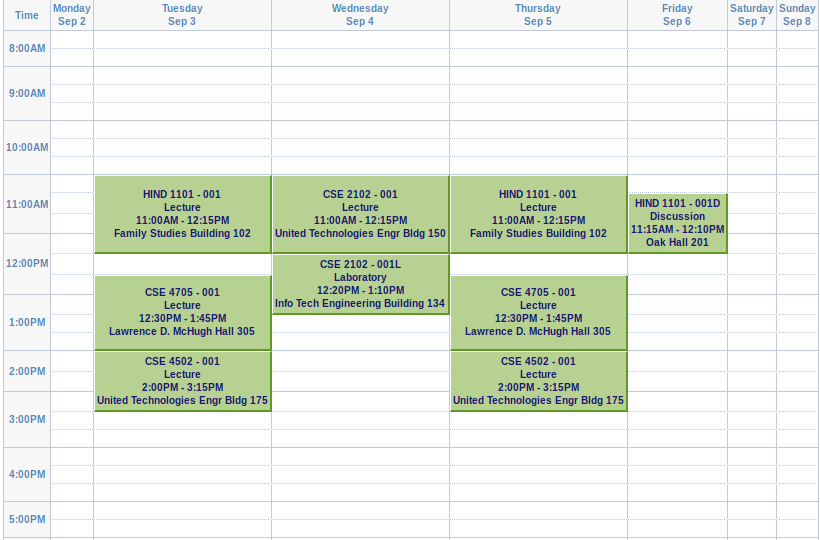 Time
Monday
Sep 2
Tuesday
Sep 3
Wednesday
Sep 4
Thursday
Sep 5
Friday
Sep 6
Saturday
Sep 7
Sunday
Sep 8
8:00AM
9:00AM
10:00AM
11:00AM
HIND 1101 - 001
Lecture
11:00AM - 12:15PM
Family Studies Building 102
CSE 2102 - 001
Lecture
11:00AM - 12:15PM
United Technologies Engr Bldg 150
HIND 1101 - 001
Lecture
11:00AM - 12:15PM
Family Studies Building 102
HIND 1101 - 001D
Discussion
11:15AM - 12:10PM
Oak Hall 201
12:00PM
CSE 2102 - 001L
Laboratory
12:20PM - 1:10PM
Info Tech Engineering Building 134
CSE 4705 - 001
Lecture
12:30PM - 1:45PM
Lawrence D. McHugh Hall 305
CSE 4705 - 001
Lecture
12:30PM - 1:45PM
Lawrence D. McHugh Hall 305
1:00PM
2:00PM
CSE 4502 - 001
Lecture
2:00PM - 3:15PM
United Technologies Engr Bldg 175
CSE 4502 - 001
Lecture
2:00PM - 3:15PM
United Technologies Engr Bldg 175
3:00PM
4:00PM
5:00PM